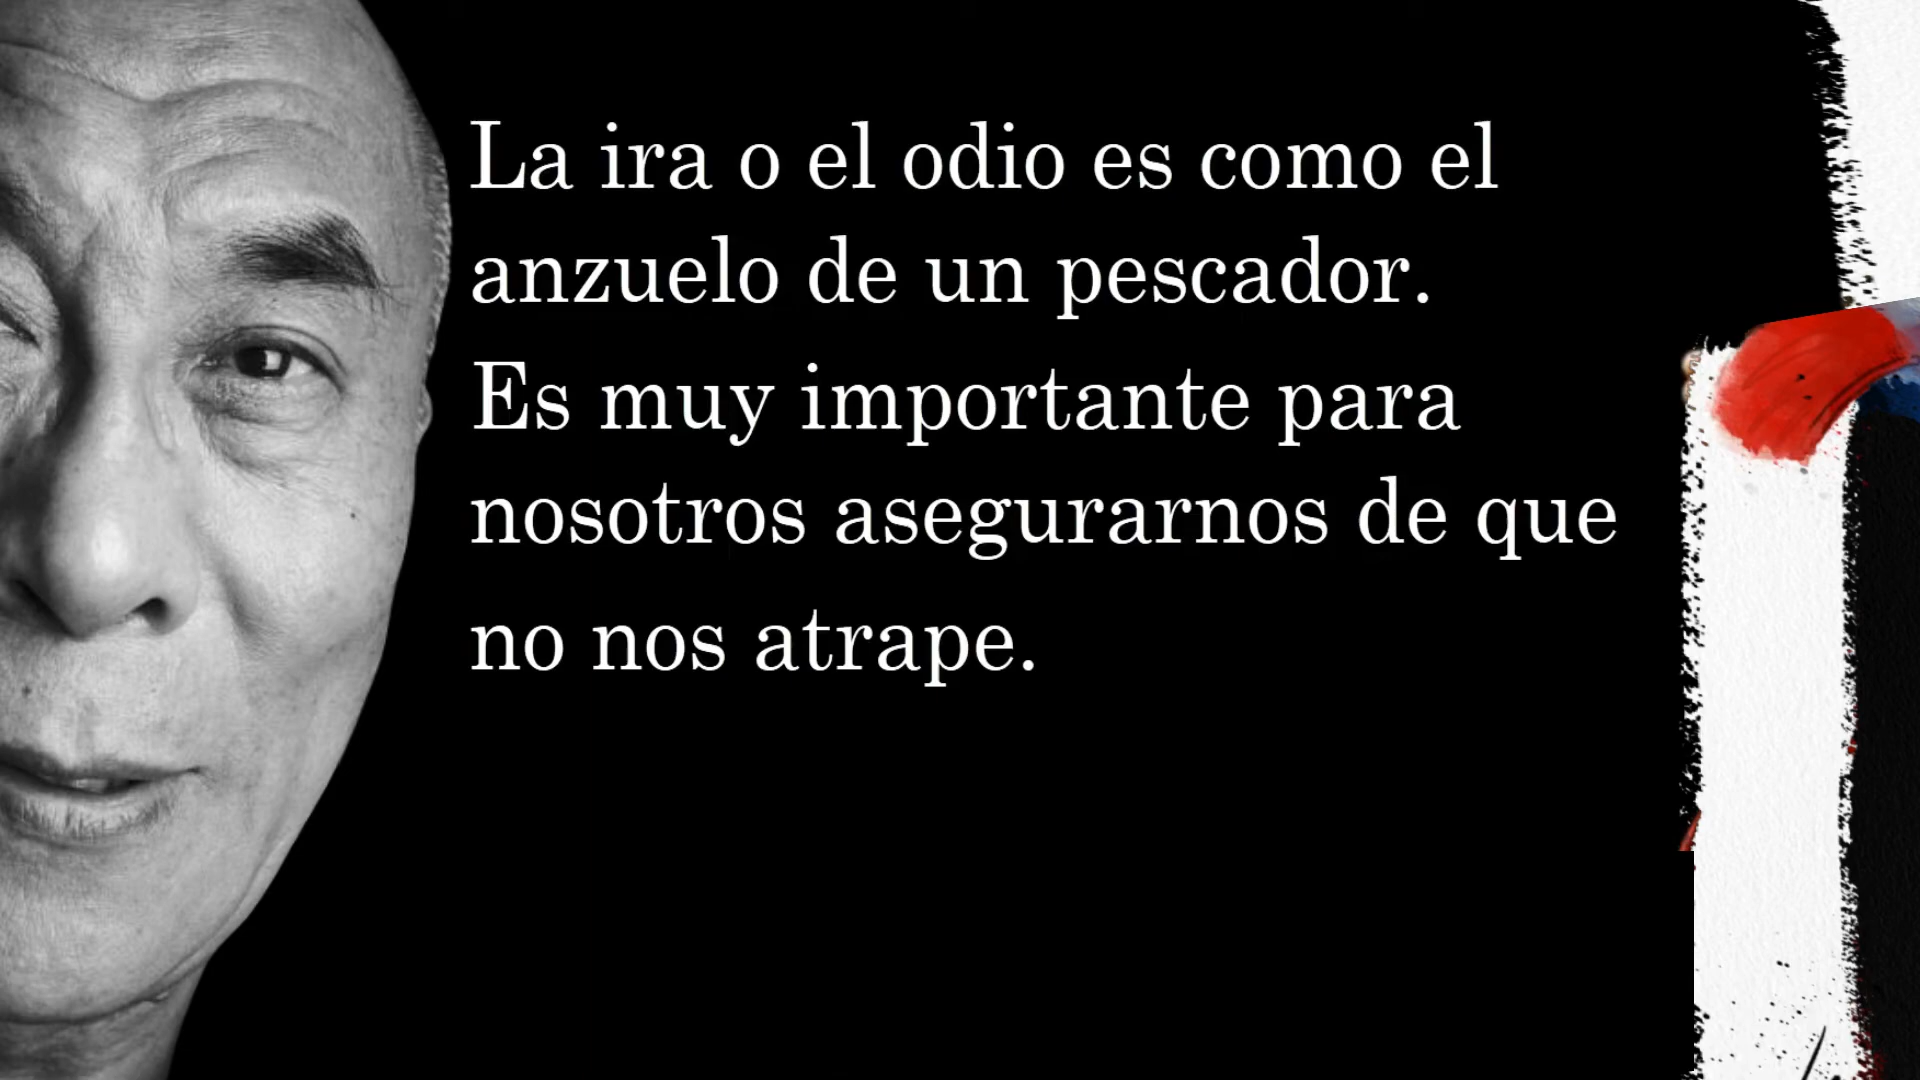 La ira o el odio es como el
anzuelo de un pescador.
Es muy importante para
nosotros asegurarnos de que
no nos atrape.